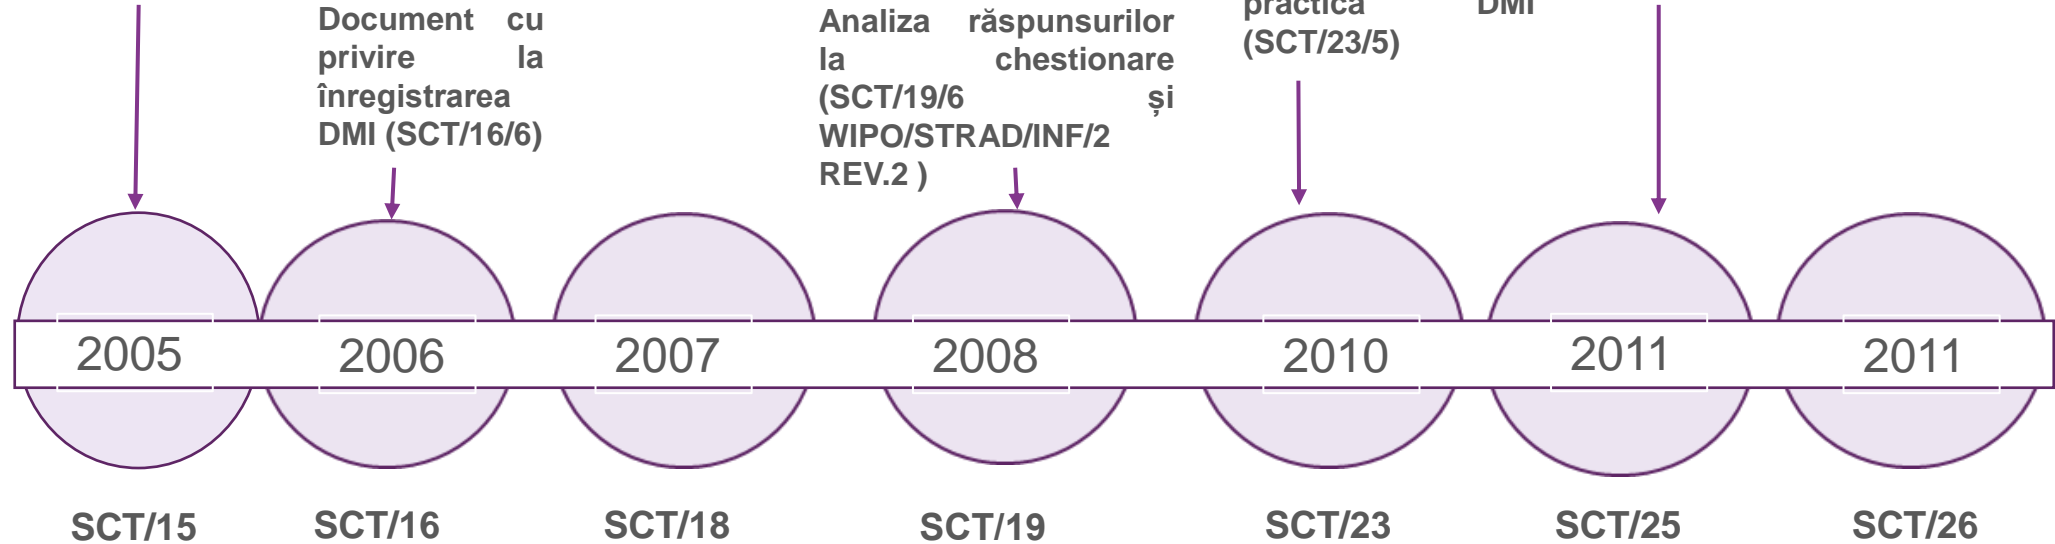 Document cu
privire la
înregistrarea
DMI (SCT/16/6)
Analiza răspunsurilor
la chestionare
(SCT/19/6 și
WIPO/STRAD/INF/2
REV.2 )
practica DMI
(SCT/23/5)
2005
2006
2007
2008
2010
2011
2011
SCT/15
SCT/16
SCT/18
SCT/19
SCT/23
SCT/25
SCT/26